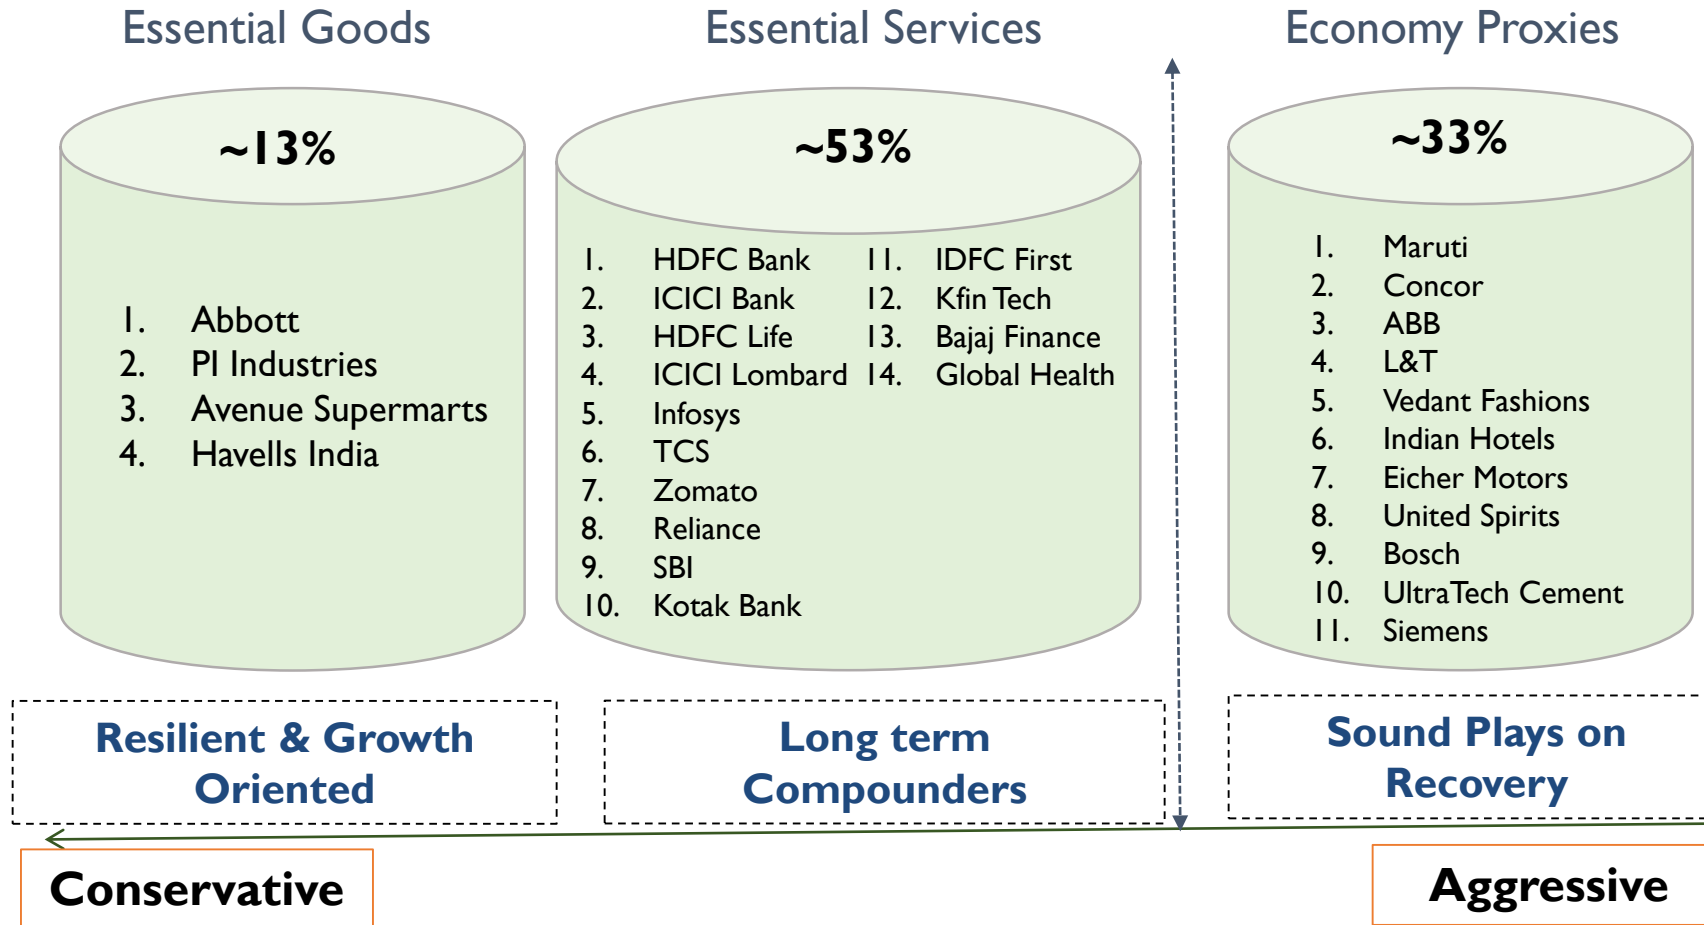 Essential Goods
Essential Services
Economy Proxies
~13%
1. Abbott
2. PI Industries
3. Avenue Supermarts
4. Havells India
~53%
1. HDFC Bank
2. ICICI Bank
3. HDFC Life
4. ICICI Lombard
5. Infosys
6. TCS
7. Zomato
8. Reliance
9. SBI
10. Kotak Bank
11. IDFC First
12. Kfin Tech
13. Bajaj Finance
14. Global Health
~33%
1. Maruti
2. Concor
3. ABB
4. L&T
5. Vedant Fashions
6. Indian Hotels
7. Eicher Motors
8. United Spirits
9. Bosch
10. UltraTech Cement
11. Siemens
Resilient & Growth
Oriented
Long term
Compounders
Sound Plays on
Recovery
Conservative
Aggressive